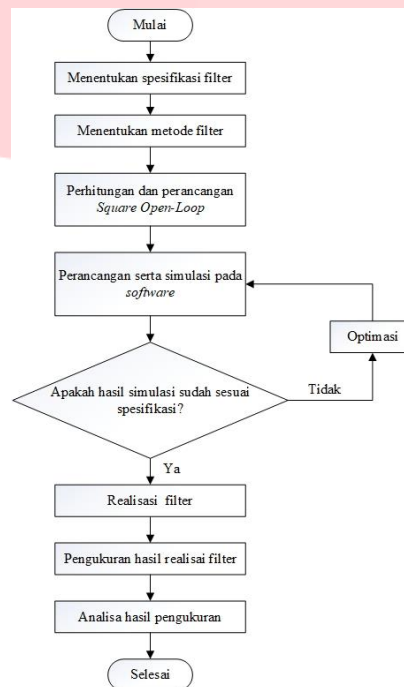 Mulai
Menentukan spesifikasi filter
Menentukan metode filter
Perhitungan dan perancangan
Square Open-Loop
Perancangan serta simulasi pada
software
Optimasi
Apakah hasil simulasi sudah sesuai
spesifikasi?
Tidak
Ya
Realisasi filter
Pengukuran hasil realisai filter
Analisa hasil pengukuran
Selesai